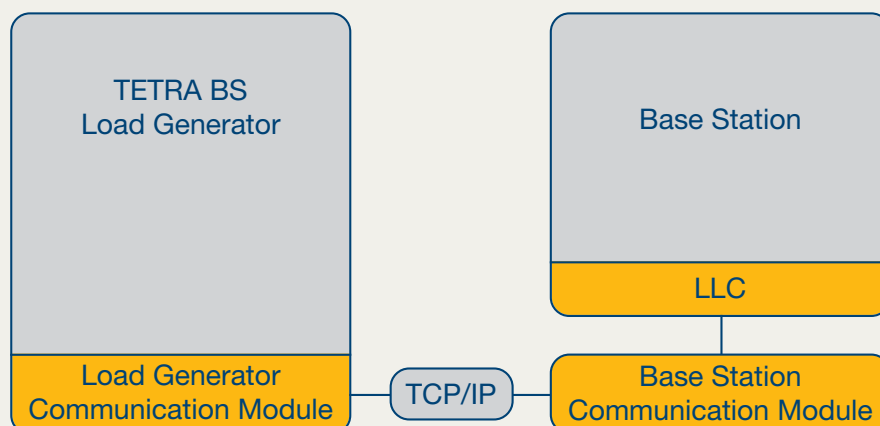 TETRA BS
Load Generator
Base Station
LLC
Load Generator
Communication Module
TCP/IP
Base Station
Communication Module